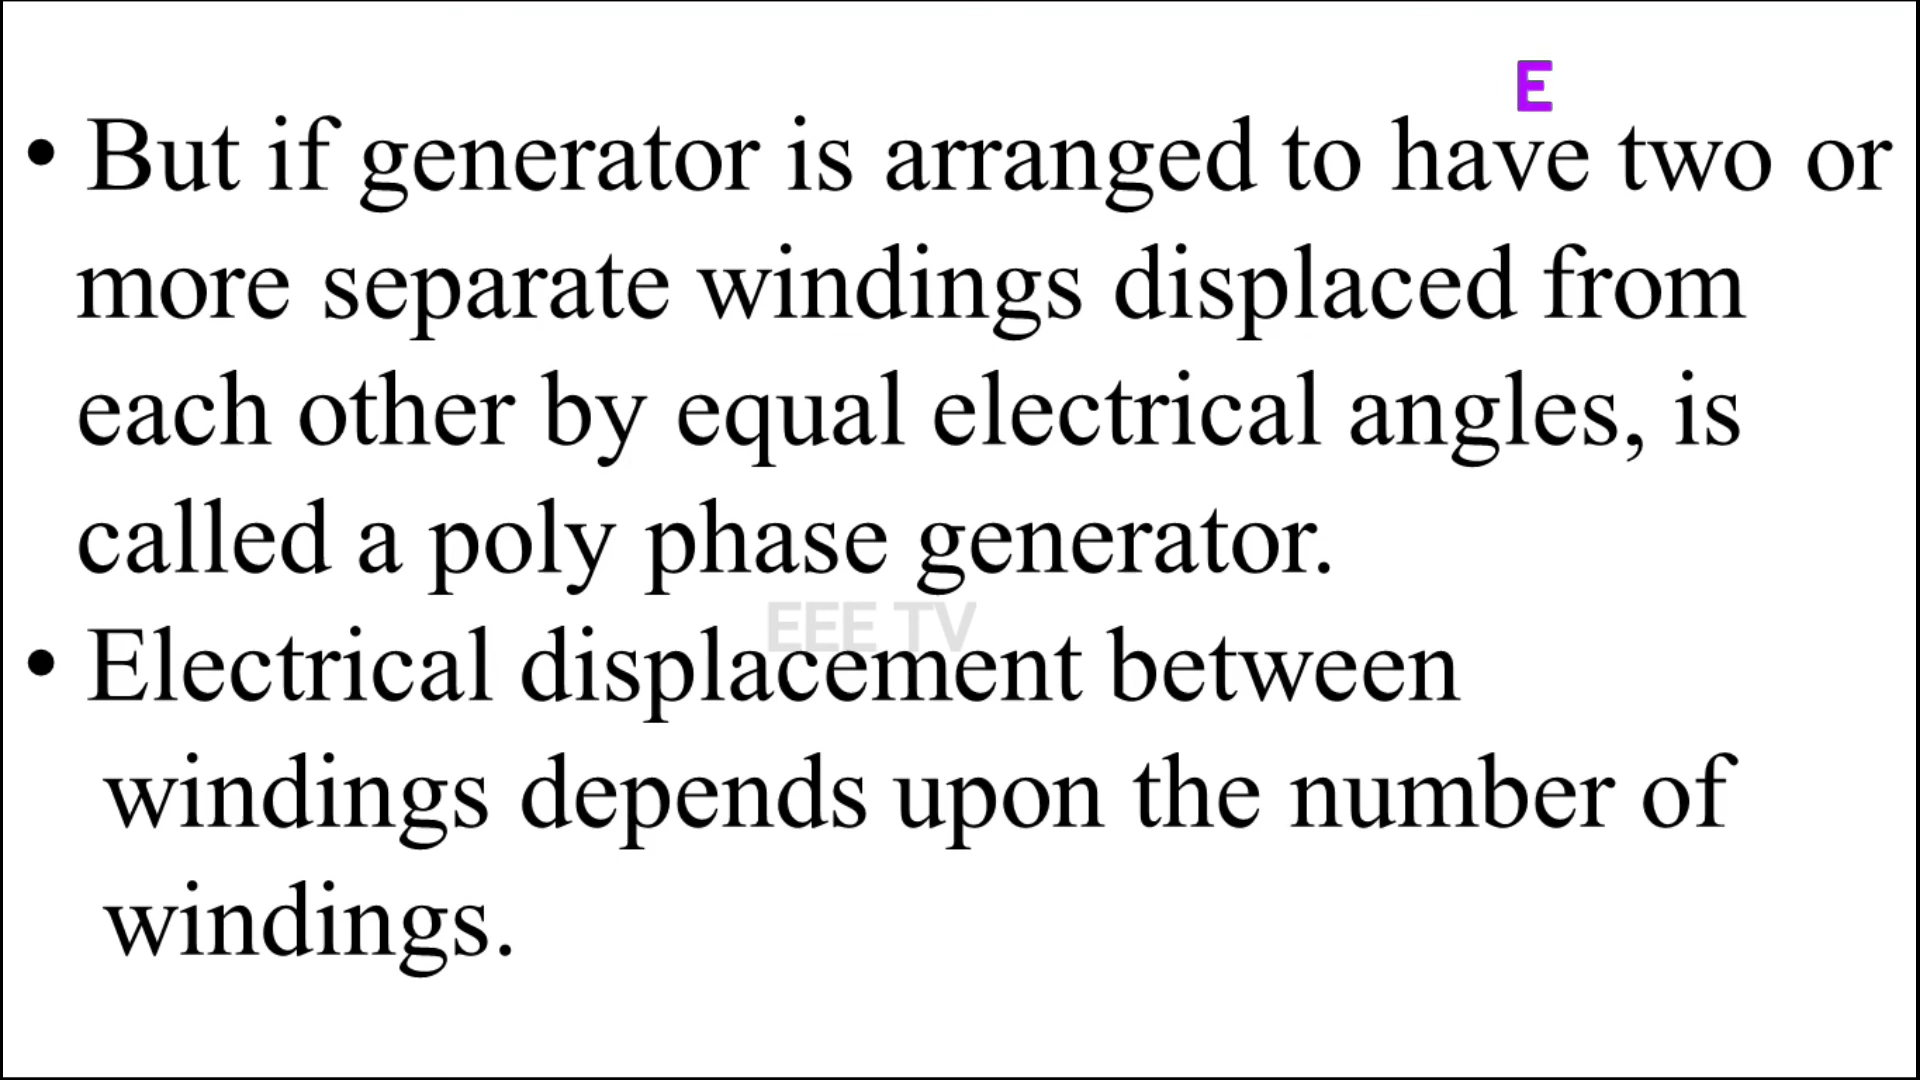 E
• But if generator is arranged to have two or
more separate windings displaced from
each other by equal electrical angles, is
called a poly phase generator.
EEE TV
• Electrical displacement between
windings depends upon the number of
windings.